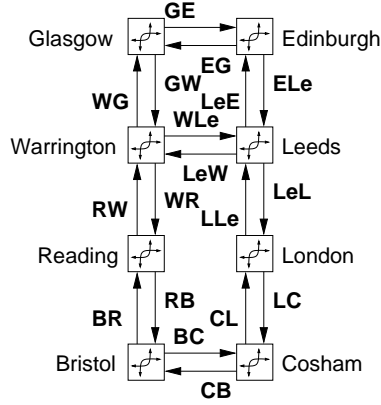 GE
Glasgow Edinburgh
EG
WG GW LeE ELe
WLe
Warrington Leeds
LeW
RW WR LLe LeL
Reading London
BR RB CL LC
BC
Bristol Cosham
CB